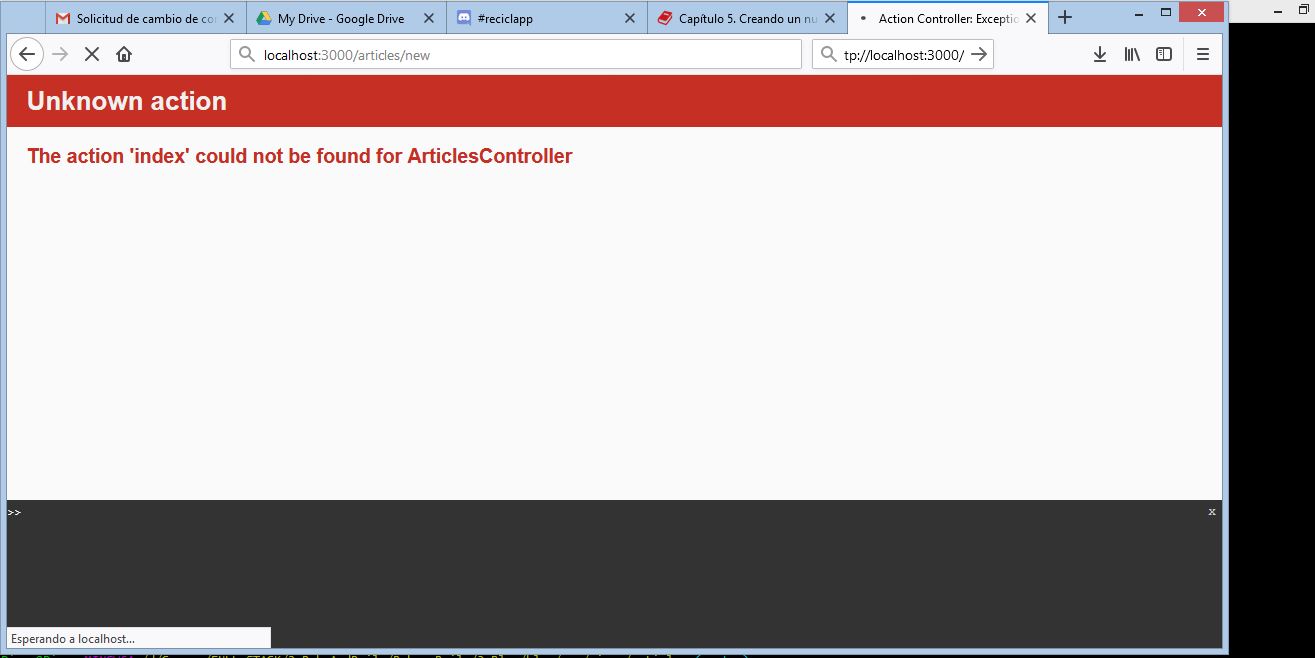 Solicitud de cambio de co
My Drive - Google Drive
#reciclapp
Capítulo 5. Creando un nu
Action Controller: Exceptio
localhost:3000/articles/new
tp://localhost:3000/
Unknown action
The action 'index' could not be found for ArticlesController
>>
x
Esperando a localhost...